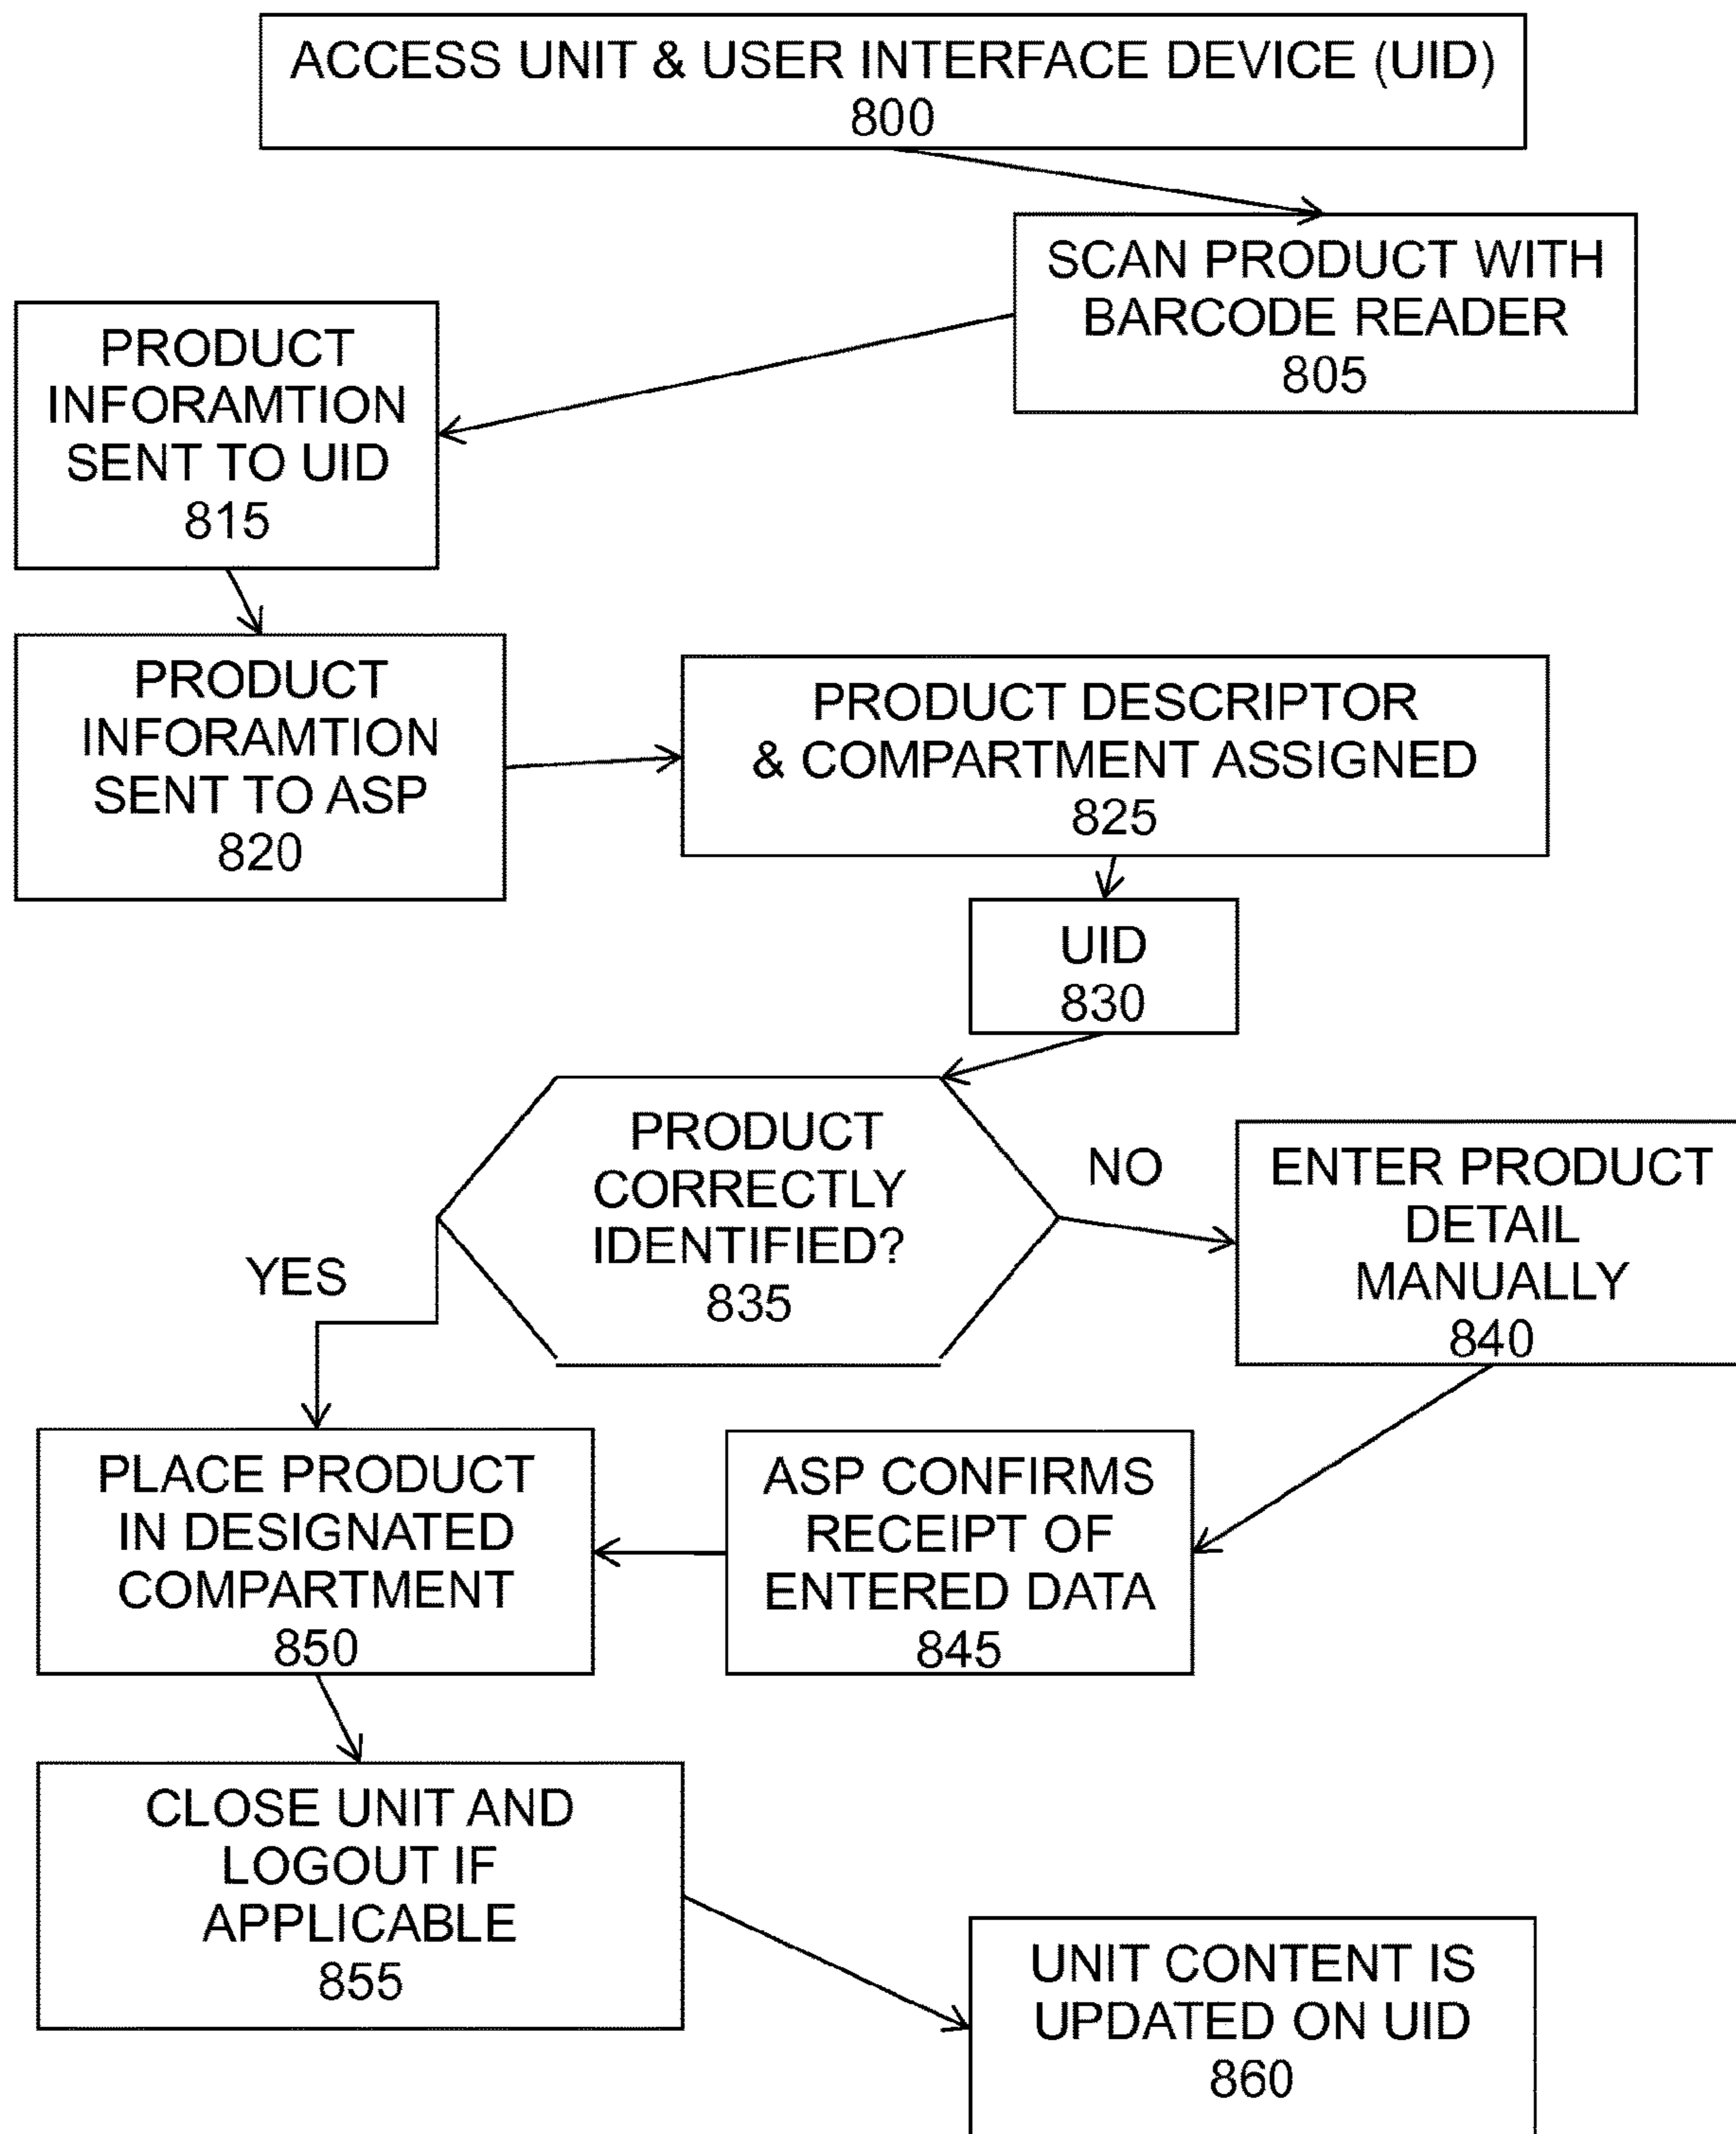 ACCESS UNIT & USER INTERFACE DEVICE (UID)
800
SCAN PRODUCT WITH
BARCODE READER
805
PRODUCT
INFORAMTION
SENT TO UID
815
PRODUCT
INFORAMTION
SENT TO ASP
820
PRODUCT DESCRIPTOR
& COMPARTMENT ASSIGNED
825
UID
830
PRODUCT
CORRECTLY
IDENTIFIED?
835
NO
ENTER PRODUCT
DETAIL
MANUALLY
840
YES
ASP CONFIRMS
RECEIPT OF
ENTERED DATA
845
PLACE PRODUCT
IN DESIGNATED
COMPARTMENT
850
CLOSE UNIT AND
LOGOUT IF
APPLICABLE
855
UNIT CONTENT IS
UPDATED ON UID
860